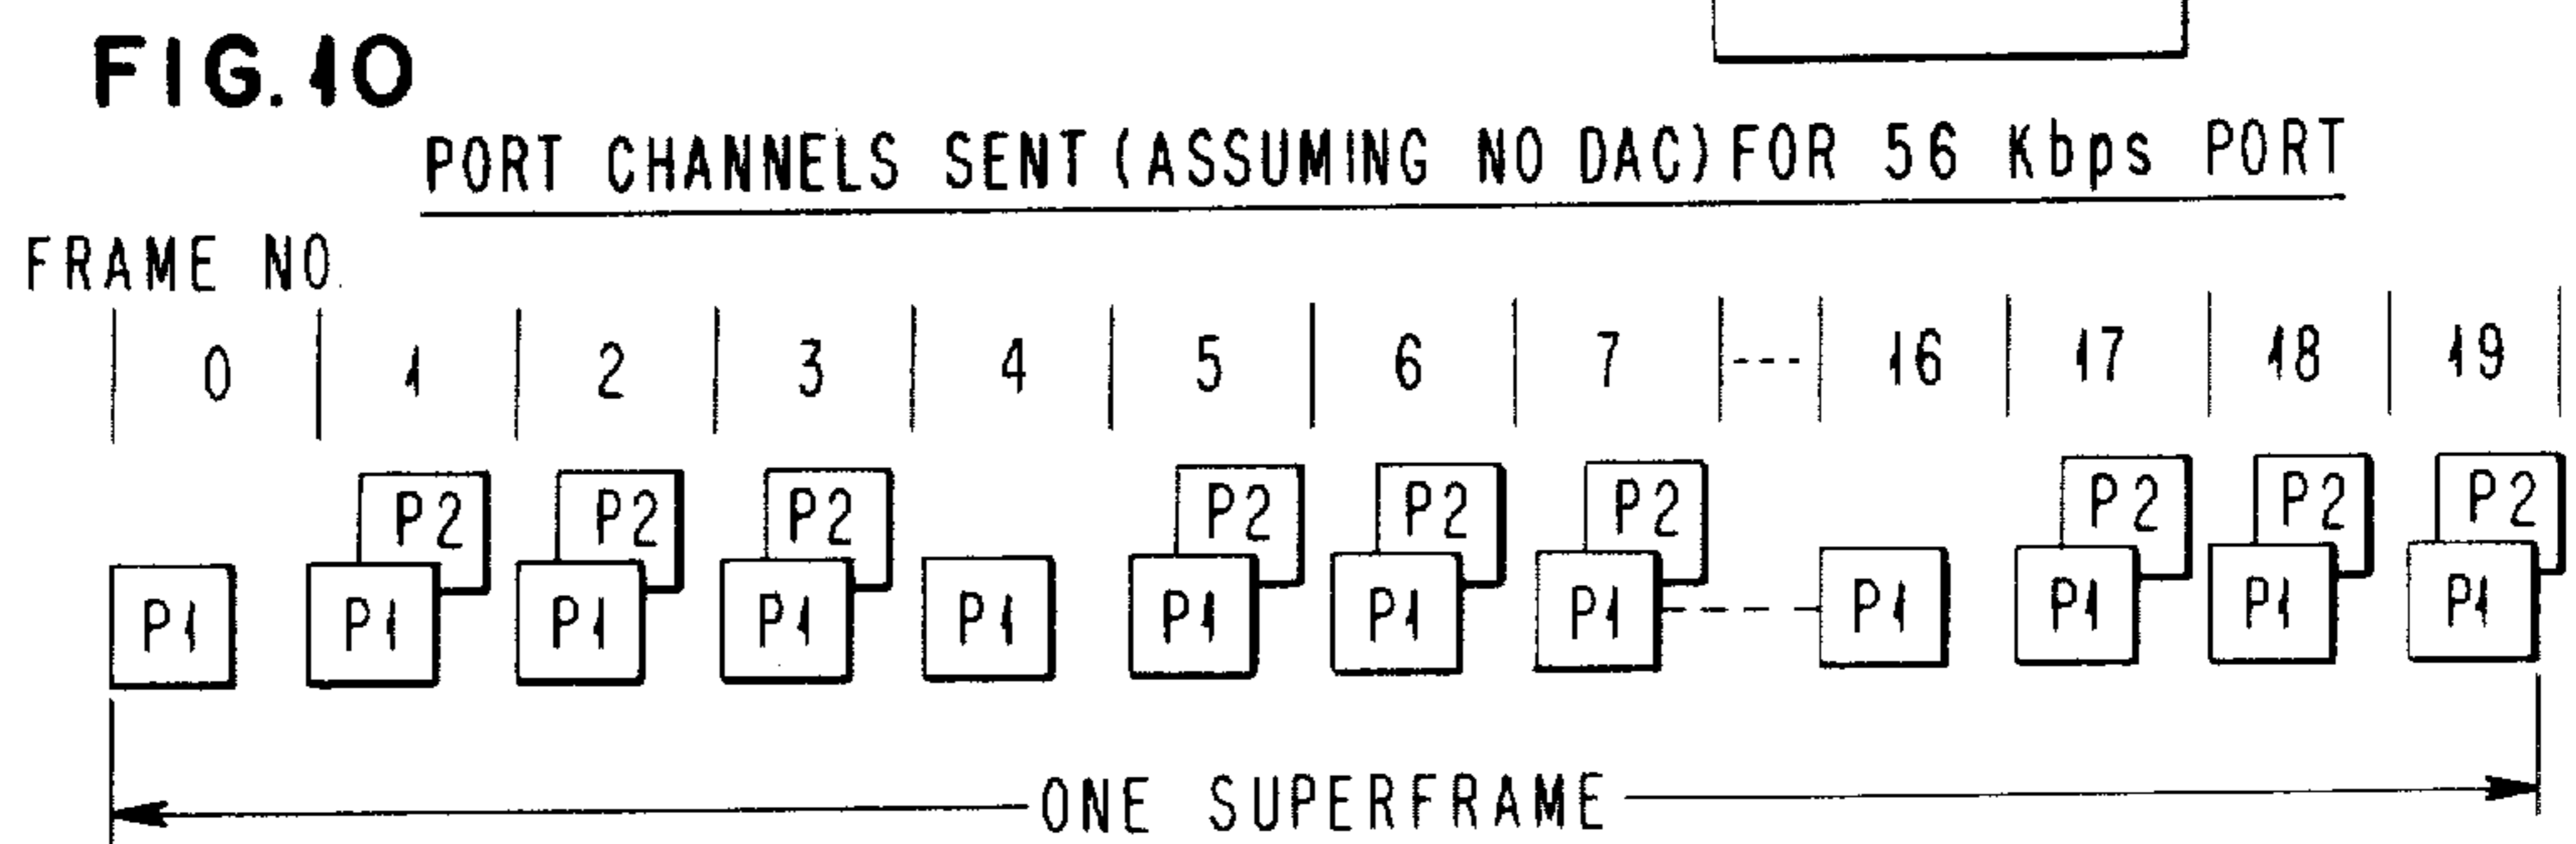 FIG. 10
PORT CHANNELS SENT (ASSUMING NO DAC) FOR 56 Kbps PORT
FRAME NO.
0 1 2 3 4 5 6 7 --- 16 17 18 19
P2 P2 P2 P2 P2 P2 P2 P2 P2
P1 P1 P1 P1 P1 P1 P1 P1 P1 P1 P1 P1
ONE SUPERFRAME